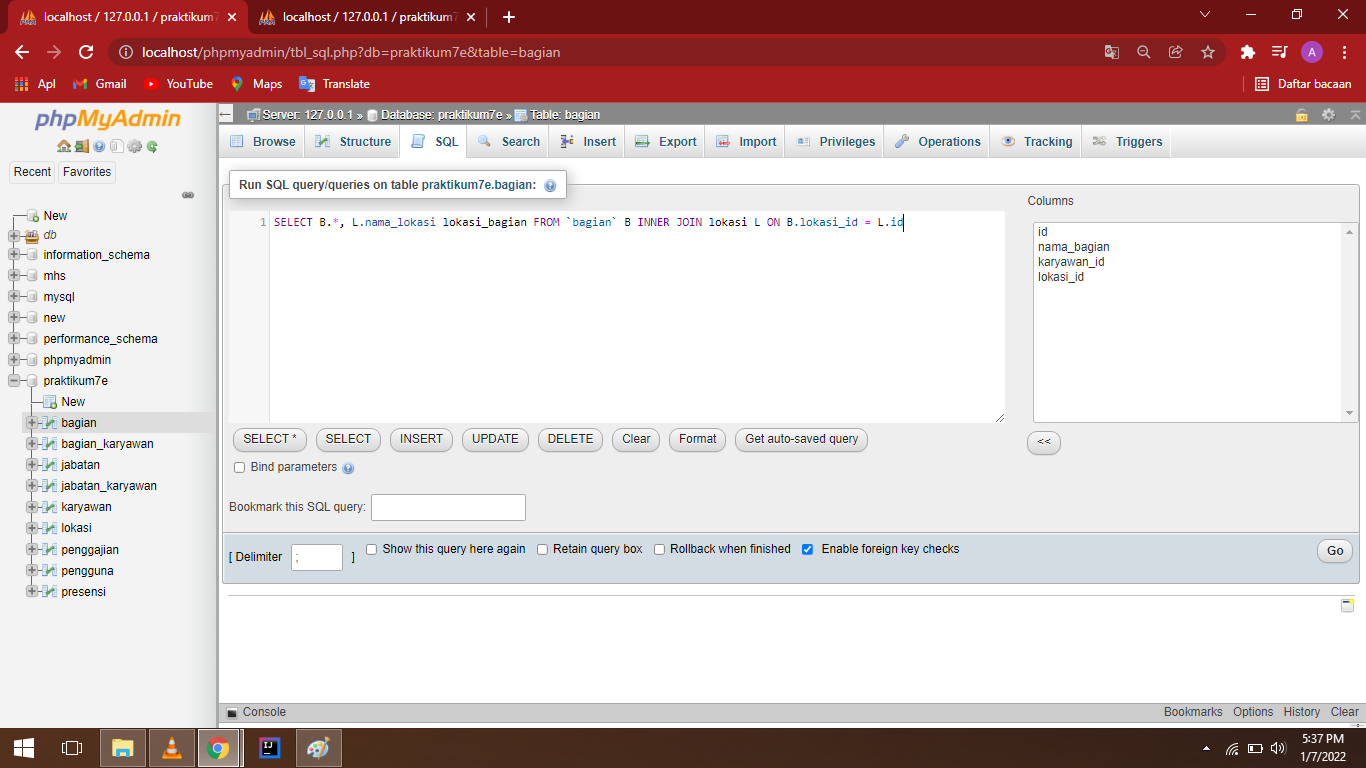 localhost / 127.0.0.1 / praktikum7
localhost / 127.0.0.1 / praktikum7
localhost/phpmyadmin/tbl_sql.php?db=praktikum7e&table=bagian
A
Apl
Gmail
YouTube
Maps
Translate
Daftar bacaan
phpMyAdmin
Recent
Favorites
New
db
information_schema
mhs
mysql
new
performance_schema
phpmyadmin
praktikum7e
New
bagian
bagian_karyawan
jabatan
jabatan_karyawan
karyawan
lokasi
penggajian
pengguna
presensi
Server: 127.0.0.1 » Database: praktikum7e » Table: bagian
Browse
Structure
SQL
Search
Insert
Export
Import
Privileges
Operations
Tracking
Triggers
Run SQL query/queries on table praktikum7e.bagian:
1 SELECT B.*, L.nama_lokasi lokasi_bagian FROM `bagian` B INNER JOIN lokasi L ON B.lokasi_id = L.id
Columns
id
nama_bagian
karyawan_id
lokasi_id
SELECT * SELECT INSERT UPDATE DELETE Clear Format Get auto-saved query
<<
Bind parameters
Bookmark this SQL query:
[ Delimiter ; ] Show this query here again Retain query box Rollback when finished Enable foreign key checks
Go
Console
Bookmarks Options History Clear
IJ
5:37 PM
1/7/2022